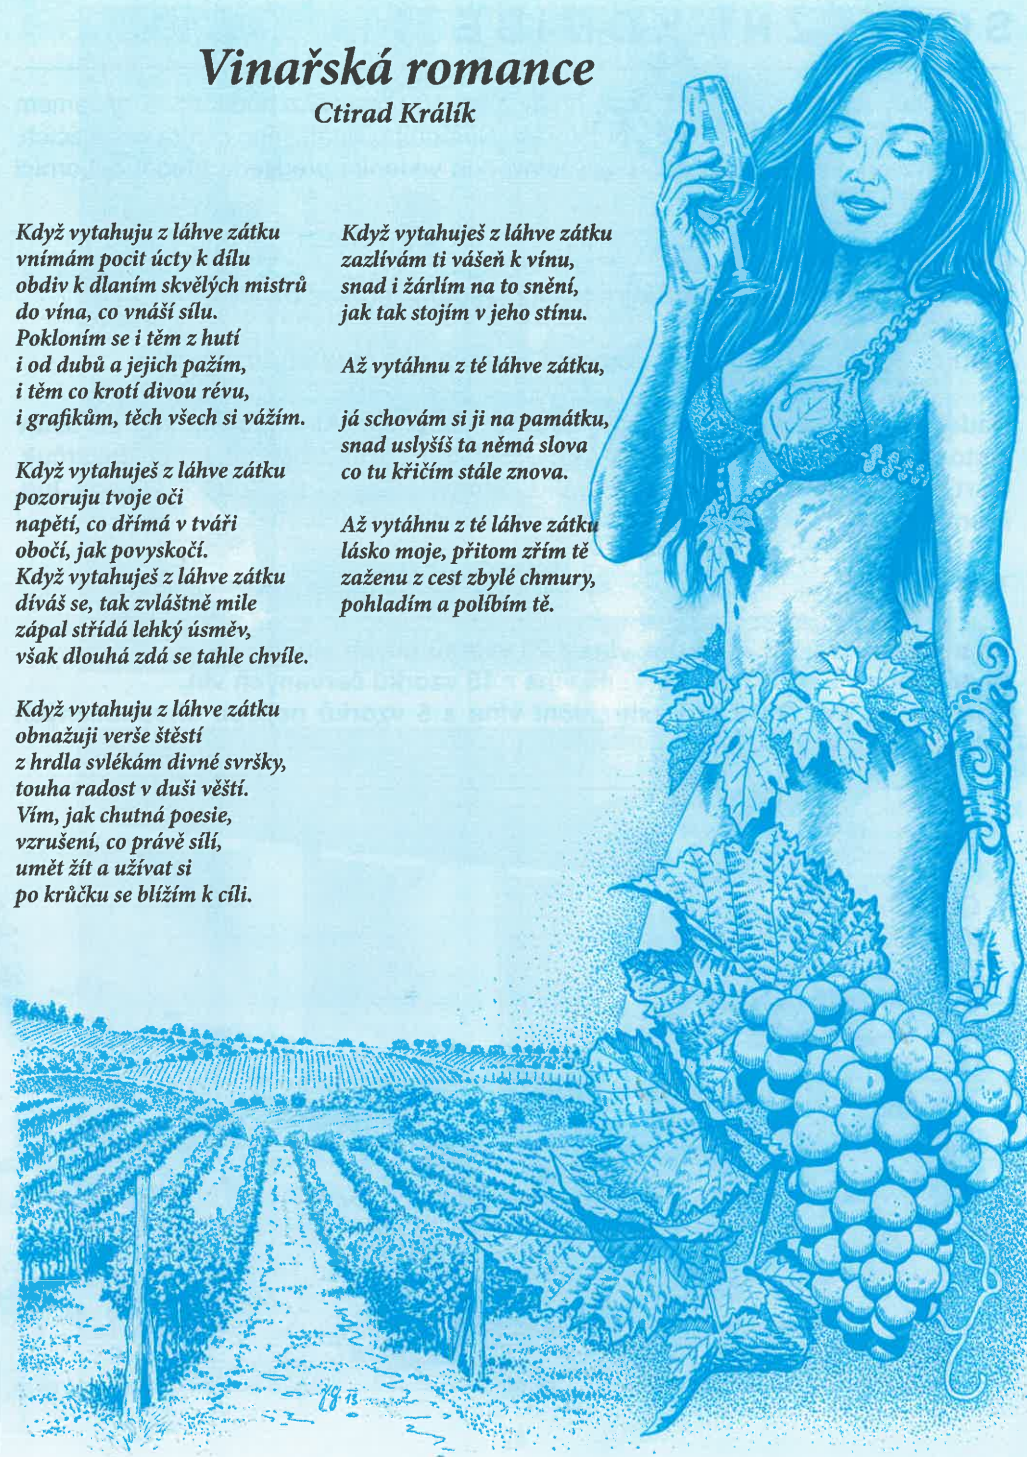 Vinařská romance
Ctirad Králík
Když vytahuju z láhve zátku
vnímám pocit úcty k dílu
obdiv k dlaním skvělých mistrů
do vína, co vnáší sílu.
Pokloním se i těm z hutí
i od dubů a jejich pažím,
i těm co krotí divou révu,
i grafikům, těch všech si vážím.
Když vytahuješ z láhve zátku
pozoruju tvoje oči
napětí, co dřímá v tváři
obočí, jak povyskočí.
Když vytahuješ z láhve zátku
díváš se, tak zvláštně mile
zápal střídá lehký úsměv,
však dlouhá zdá se tahle chvíle.
Když vytahuju z láhve zátku
obnažuji verše štěstí
z hrdla svlékám divné svršky,
touha radost v duši věští.
Vím, jak chutná poesie,
vzrušení, co právě sílí,
umět žít a užívat si
po krůčku se blížím k cíli.
Když vytahuješ z láhve zátku
zazlívám ti vášeň k vínu,
snad i žárlím na to snění,
jak tak stojím v jeho stínu.
Až vytáhnu z té láhve zátku,
já schovám si ji na památku,
snad uslyšíš ta němá slova
co tu křičím stále znova.
Až vytáhnu z té láhve zátku
lásko moje, přitom zřím tě
zaženu z cest zbylé chmury,
pohladím a políbím tě.